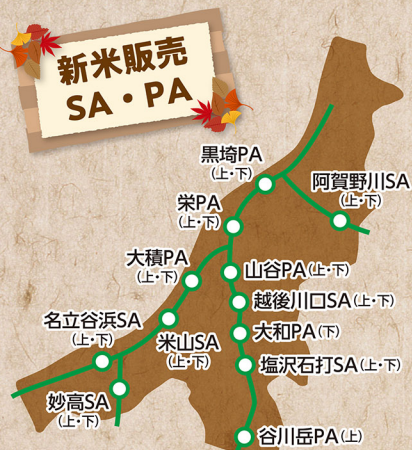 新米販売
SA・PA
黒埼PA
(上・下)
阿賀野川SA
(上・下)
栄PA
(上・下)
大積PA
(上・下)
山谷PA(上・下)
越後川口SA(上・下)
名立谷浜SA
(上・下)
米山SA
(上・下)
大和PA(下)
塩沢石打SA(上・下)
妙高SA
(上・下)
谷川岳PA(上)